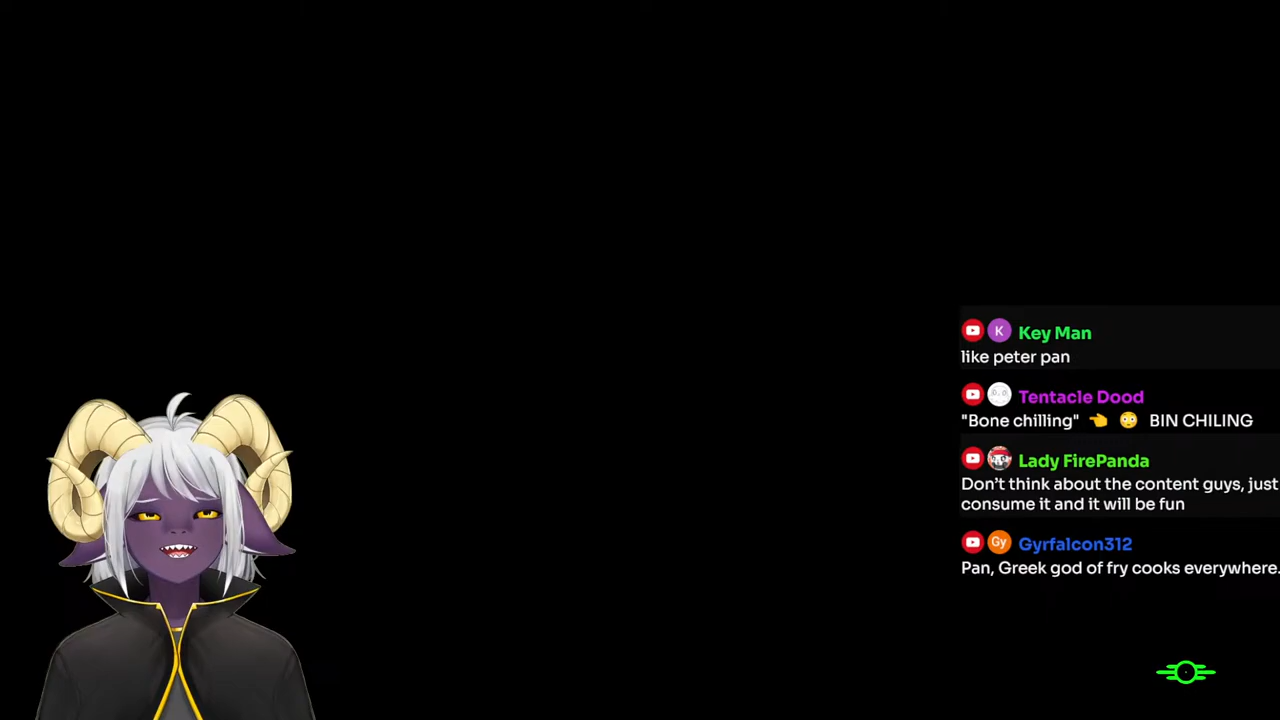 K Key Man
like peter pan
Tentacle Dood
"Bone chilling" 👈 😳 BIN CHILING
Lady FirePanda
Don't think about the content guys, just
consume it and it will be fun
Gy Gyrfalcon312
Pan, Greek god of fry cooks everywhere.